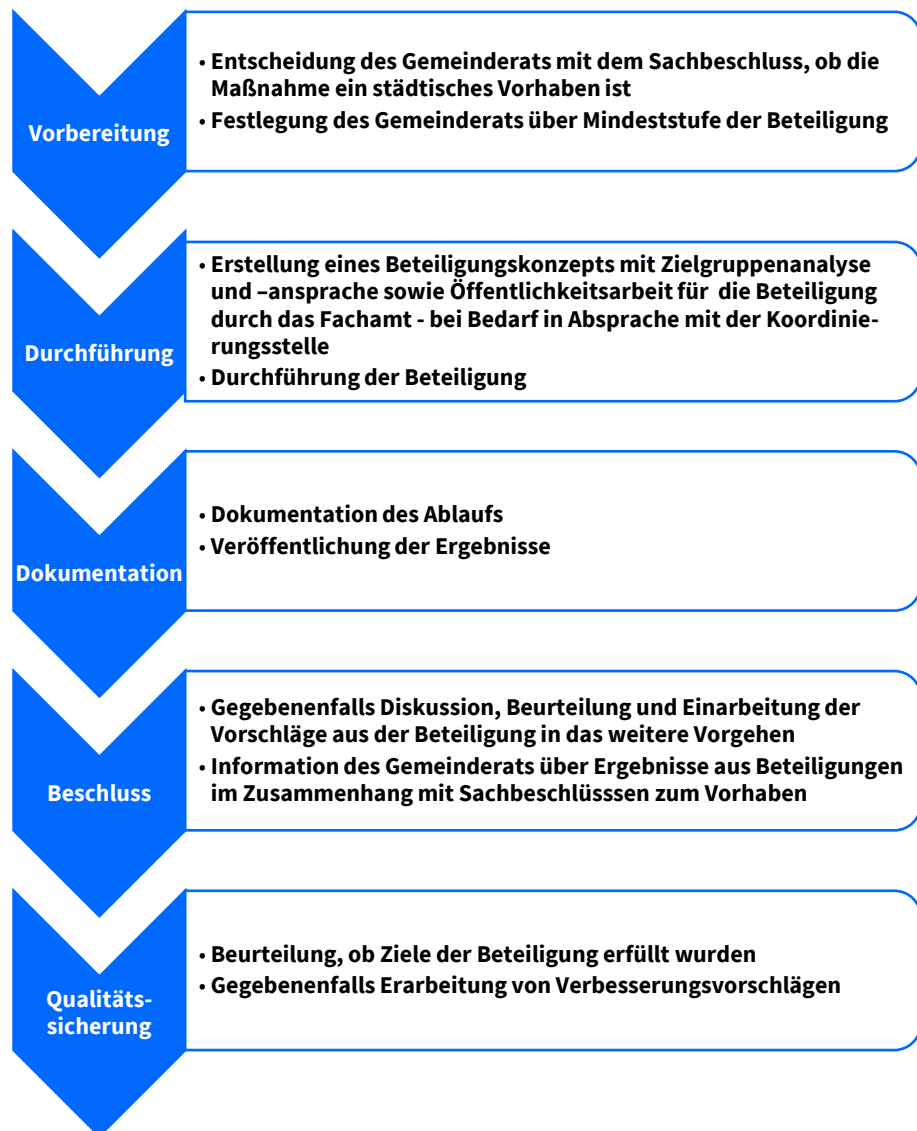 Vorbereitung
• Entscheidung des Gemeinderats mit dem Sachbeschluss, ob die
Maßnahme ein städtisches Vorhaben ist
• Festlegung des Gemeinderats über Mindeststufe der Beteiligung
Durchführung
• Erstellung eines Beteiligungskonzepts mit Zielgruppenanalyse
und –ansprache sowie Öffentlichkeitsarbeit für  die Beteiligung
durch das Fachamt - bei Bedarf in Absprache mit der Koordinie-
rungsstelle
• Durchführung der Beteiligung
Dokumentation
• Dokumentation des Ablaufs
• Veröffentlichung der Ergebnisse
Beschluss
• Gegebenenfalls Diskussion, Beurteilung und Einarbeitung der
Vorschläge aus der Beteiligung in das weitere Vorgehen
• Information des Gemeinderats über Ergebnisse aus Beteiligungen
im Zusammenhang mit Sachbeschlüsssen zum Vorhaben
Qualitäts-
sicherung
• Beurteilung, ob Ziele der Beteiligung erfüllt wurden
• Gegebenenfalls Erarbeitung von Verbesserungsvorschlägen